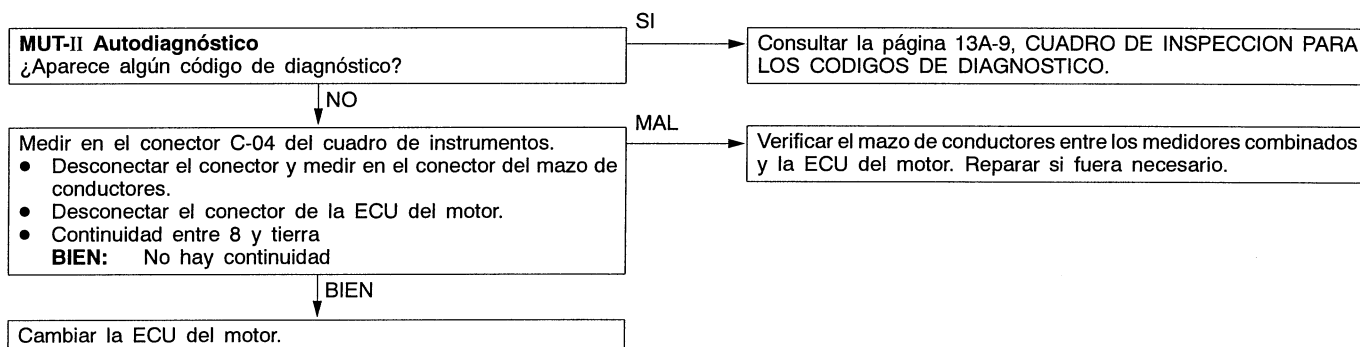 MUT-II Autodiagnóstico
¿Aparece algún código de diagnóstico?
SI
Consultar la página 13A-9, CUADRO DE INSPECCION PARA
LOS CODIGOS DE DIAGNOSTICO.
NO
Medir en el conector C-04 del cuadro de instrumentos.
● Desconectar el conector y medir en el conector del mazo de
conductores.
● Desconectar el conector de la ECU del motor.
● Continuidad entre 8 y tierra
BIEN: No hay continuidad
MAL
Verificar el mazo de conductores entre los medidores combinados
y la ECU del motor. Reparar si fuera necesario.
BIEN
Cambiar la ECU del motor.